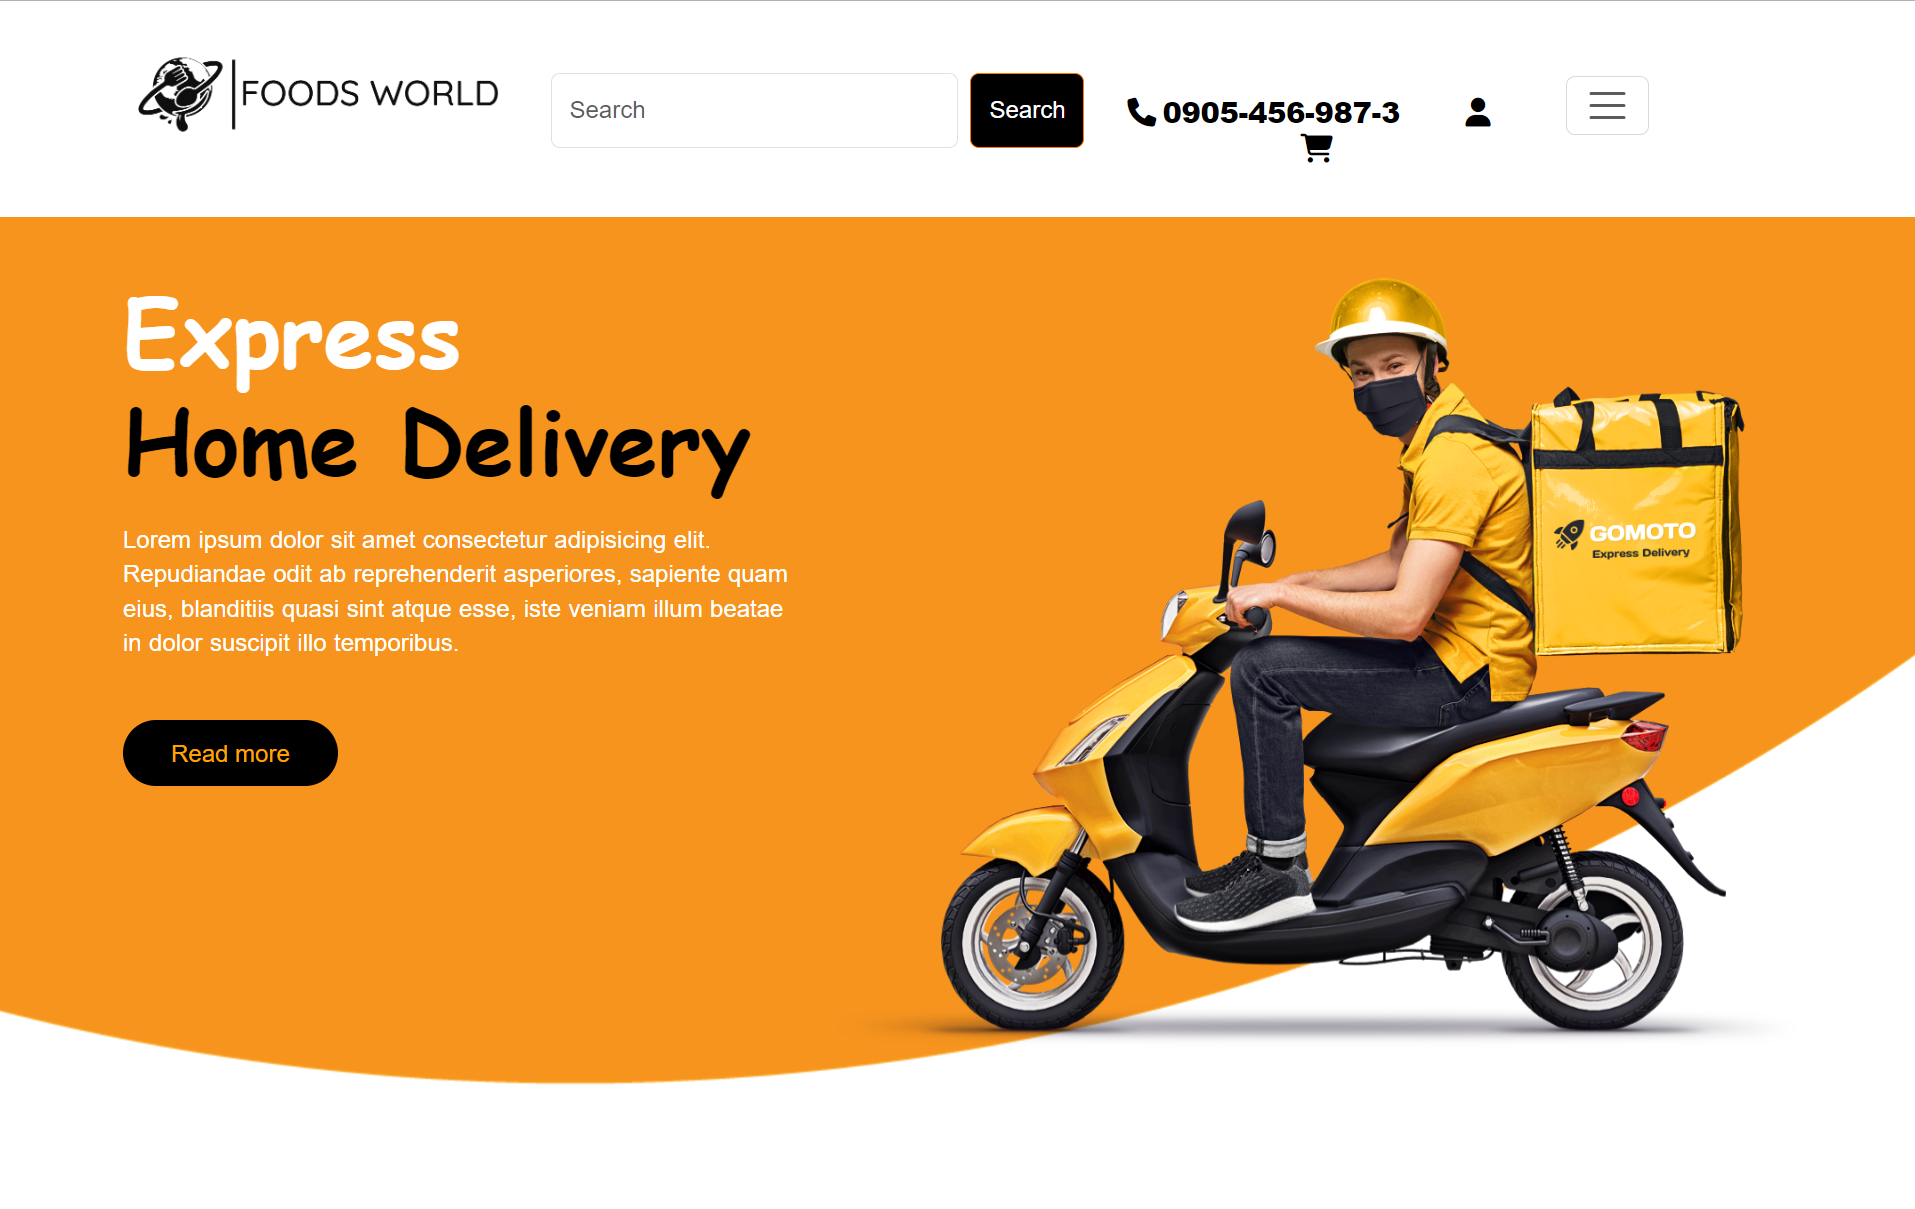 FOODS WORLD
Search
Search
0905-456-987-3
Express
Home Delivery
Lorem ipsum dolor sit amet consectetur adipisicing elit.
Repudiandae odit ab reprehenderit asperiores, sapiente quam
eius, blanditiis quasi sint atque esse, iste veniam illum beatae
in dolor suscipit illo temporibus.
Read more
GOMOTO
Express Delivery